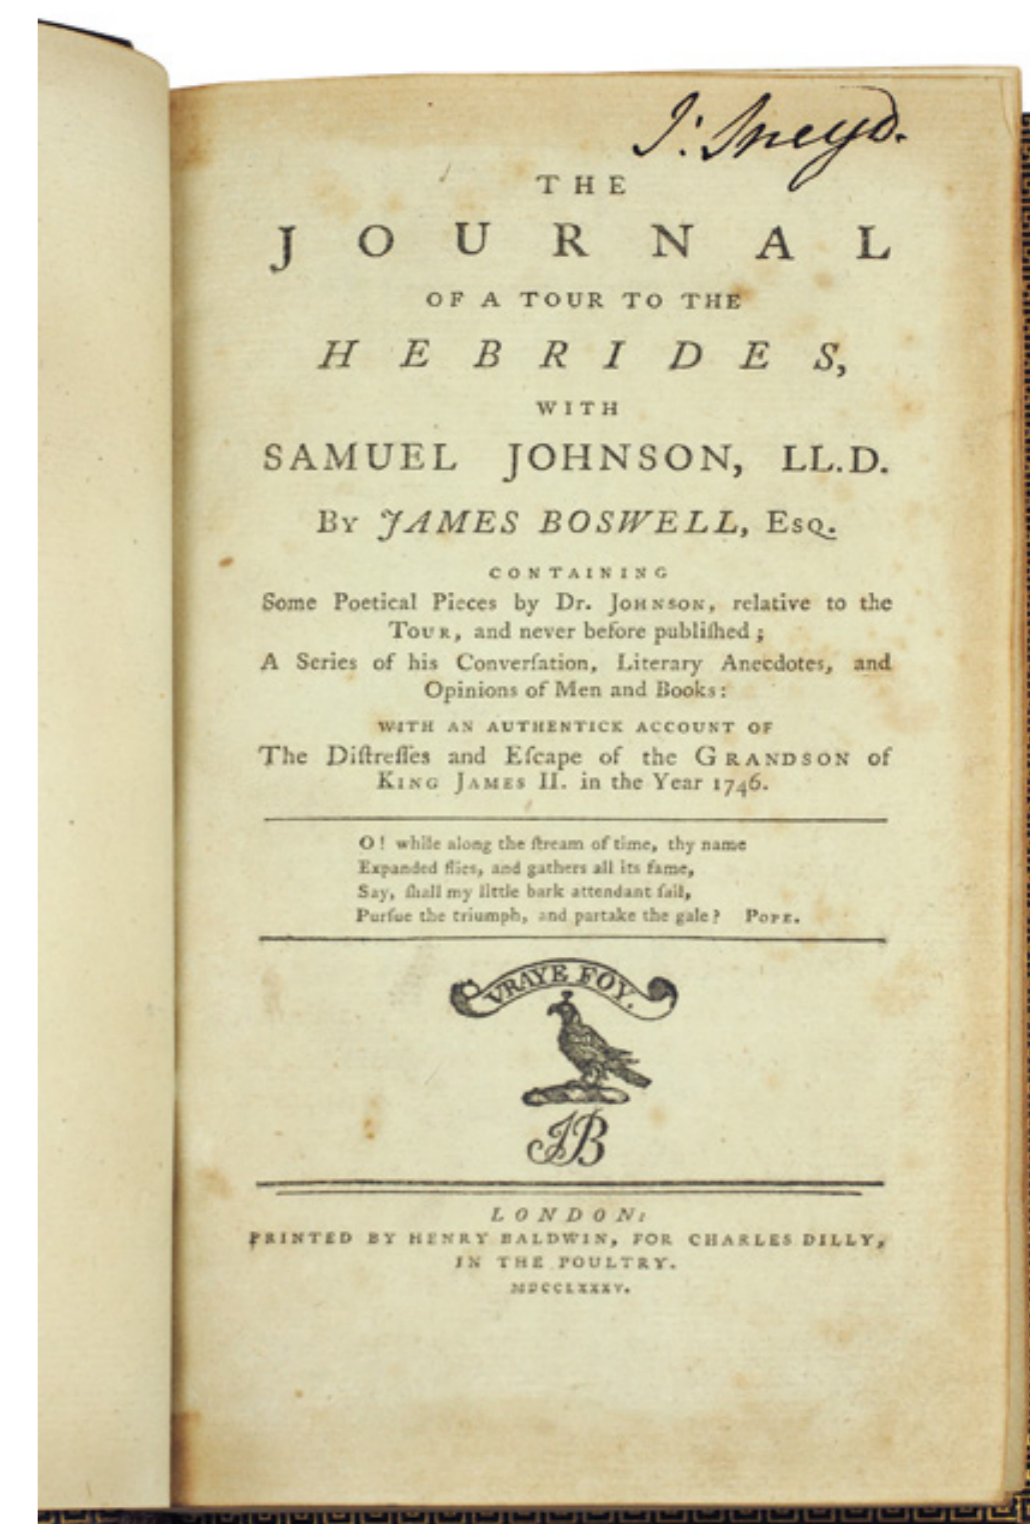 J: Sneyd.
THE
JOURNAL
OF A TOUR TO THE
HEBRIDES,
WITH
SAMUEL JOHNSON, LL.D.
By JAMES BOSWELL, Esq.
CONTAINING
Some Poetical Pieces by Dr. Johnson, relative to the
Tour, and never before publiſhed;
A Series of his Converſation, Literary Anecdotes, and
Opinions of Men and Books:
WITH AN AUTHENTICK ACCOUNT OF
The Diſtreſſes and Eſcape of the GRANDSON of
KING JAMES II. in the Year 1746.
O! while along the ſtream of time, thy name
Expanded flies, and gathers all its fame,
Say, ſhall my little bark attendant ſail,
Purſue the triumph, and partake the gale? POPE.
VRAYE FOY.
JB
LONDON:
PRINTED BY HENRY BALDWIN, FOR CHARLES DILLY,
IN THE POULTRY.
MDCCLXXXV.